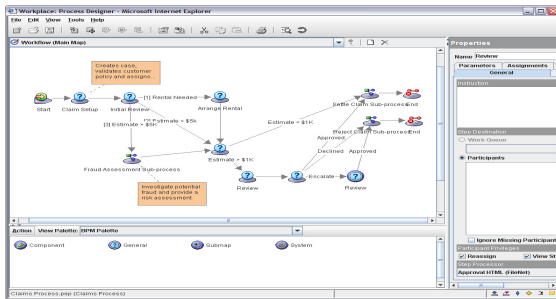 Workplace: Process Designer - Microsoft Internet Explorer
File Edit View Tools Help
Workflow (Main Map)
Properties
Name Review
Parameters Assignments
General
Instruction
Creates case,
validates customer
policy and assigns...
Start
Claim Setup
Initial Review
[1] Rental Needed
Arrange Rental
Estimate < $5k
[3] Estimate > $5K
Fraud Assessment Sub-process
Investigate potential
fraud and provide a
risk assessment
Estimate < $1K
Estimate > $1K
Settle Claim Sub-process
End
Reject Claim Sub-process
End
Approved
Declined
Approved
Review
Escalate
Review
Step Destination
Work Queue
Participants
Ignore Missing Participant
Participant Privileges
Reassign
View St
Step Processor
Approval HTML (FileNet)
Action View Palette: BPM Palette
Component
General
Submap
System
Claims Process.pep (Claims Process)